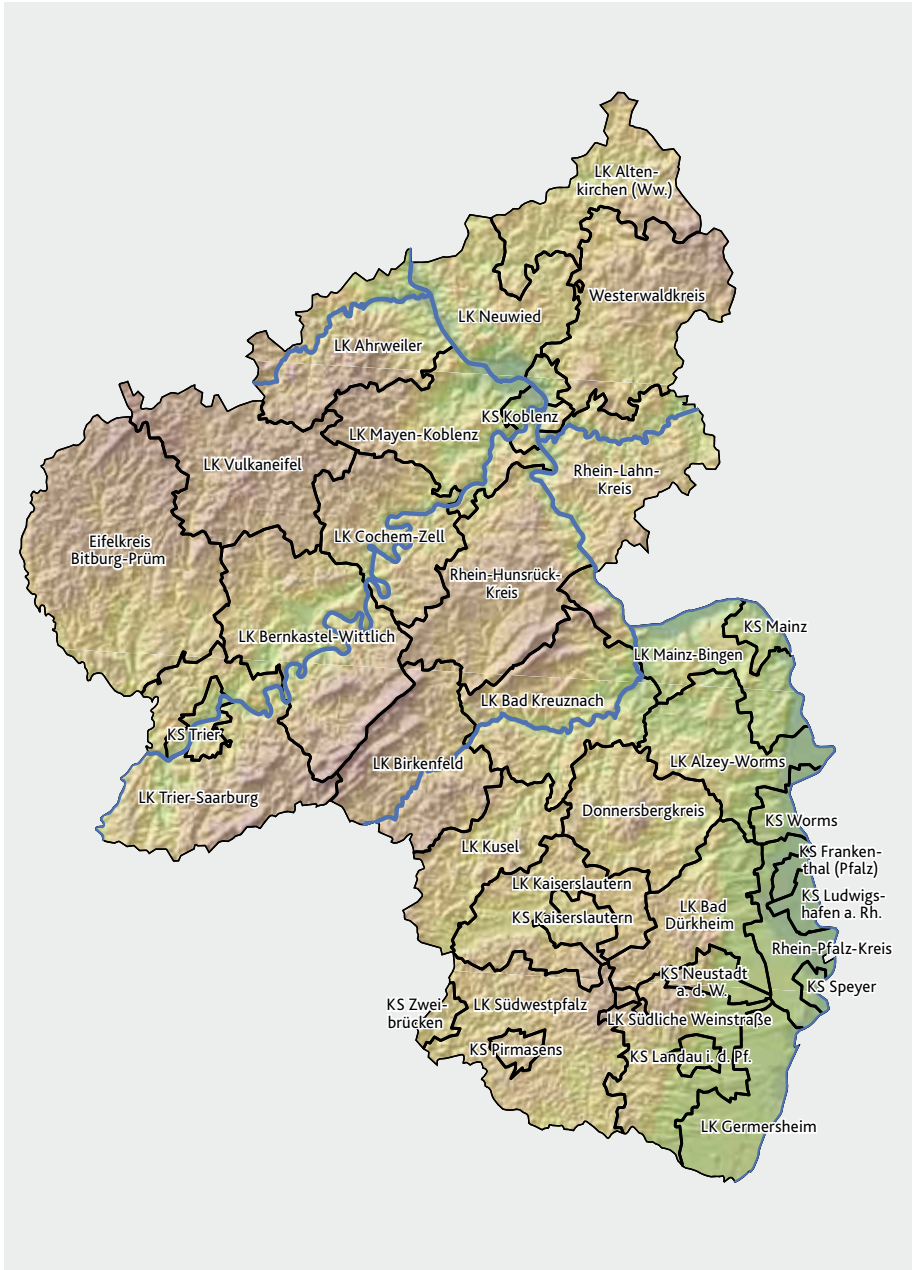 LK Alten-
kirchen (Ww.)
Westerwaldkreis
LK Neuwied
LK Ahrweiler
KS Koblenz
LK Mayen-Koblenz
LK Vulkaneifel
Rhein-Lahn-
Kreis
LK Cochem-Zell
Eifelkreis
Bitburg-Prüm
Rhein-Hunsrück-
Kreis
KS Mainz
LK Bernkastel-Wittlich
LK Mainz-Bingen
LK Bad Kreuznach
KS Trier
LK Birkenfeld
LK Alzey-Worms
LK Trier-Saarburg
Donnersbergkreis
KS Worms
LK Kusel
KS Franken-
thal (Pfalz)
LK Kaiserslautern
KS Ludwigs-
hafen a. Rh.
LK Bad
Dürkheim
KS Kaiserslautern
Rhein-Pfalz-Kreis
KS Neustadt
a. d. W.
KS Speyer
KS Zwei-
brücken
LK Südwestpfalz
LK Südliche Weinstraße
KS Pirmasens
KS Landau i. d. Pf.
LK Germersheim